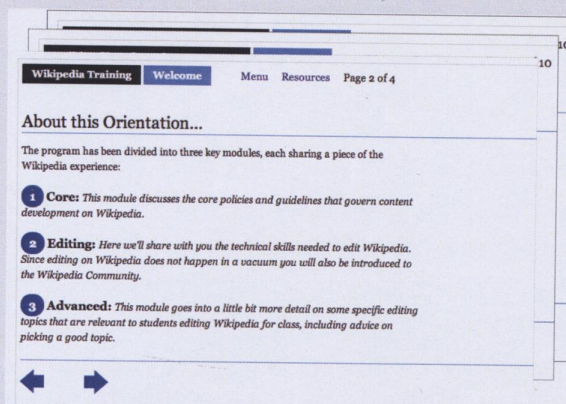 10
10
Wikipedia Training Welcome Menu Resources Page 2 of 4
About this Orientation...
The program has been divided into three key modules, each sharing a piece of the
Wikipedia experience:
1 Core: This module discusses the core policies and guidelines that govern content
development on Wikipedia.
2 Editing: Here we'll share with you the technical skills needed to edit Wikipedia.
Since editing on Wikipedia does not happen in a vacuum you will also be introduced to
the Wikipedia Community.
3 Advanced: This module goes into a little bit more detail on some specific editing
topics that are relevant to students editing Wikipedia for class, including advice on
picking a good topic.